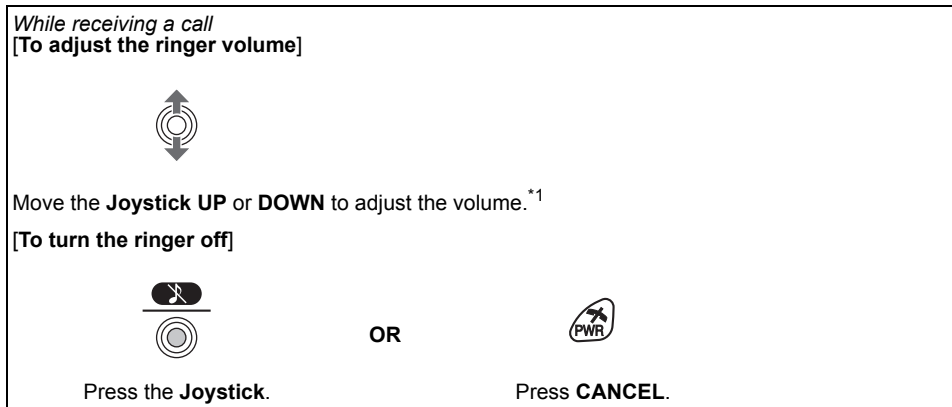 While receiving a call
[To adjust the ringer volume]
Move the Joystick UP or DOWN to adjust the volume.*1
[To turn the ringer off]
OR
PWR
Press the Joystick.
Press CANCEL.